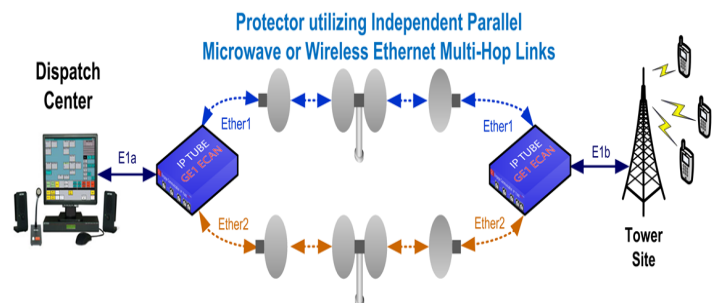 Protector utilizing Independent Parallel
Microwave or Wireless Ethernet Multi-Hop Links
Dispatch
Center
E1a
IP TUBE
GE1 ECAN
Ether1
Ether2
Ether1
Ether2
IP TUBE
GE1 ECAN
E1b
Tower
Site